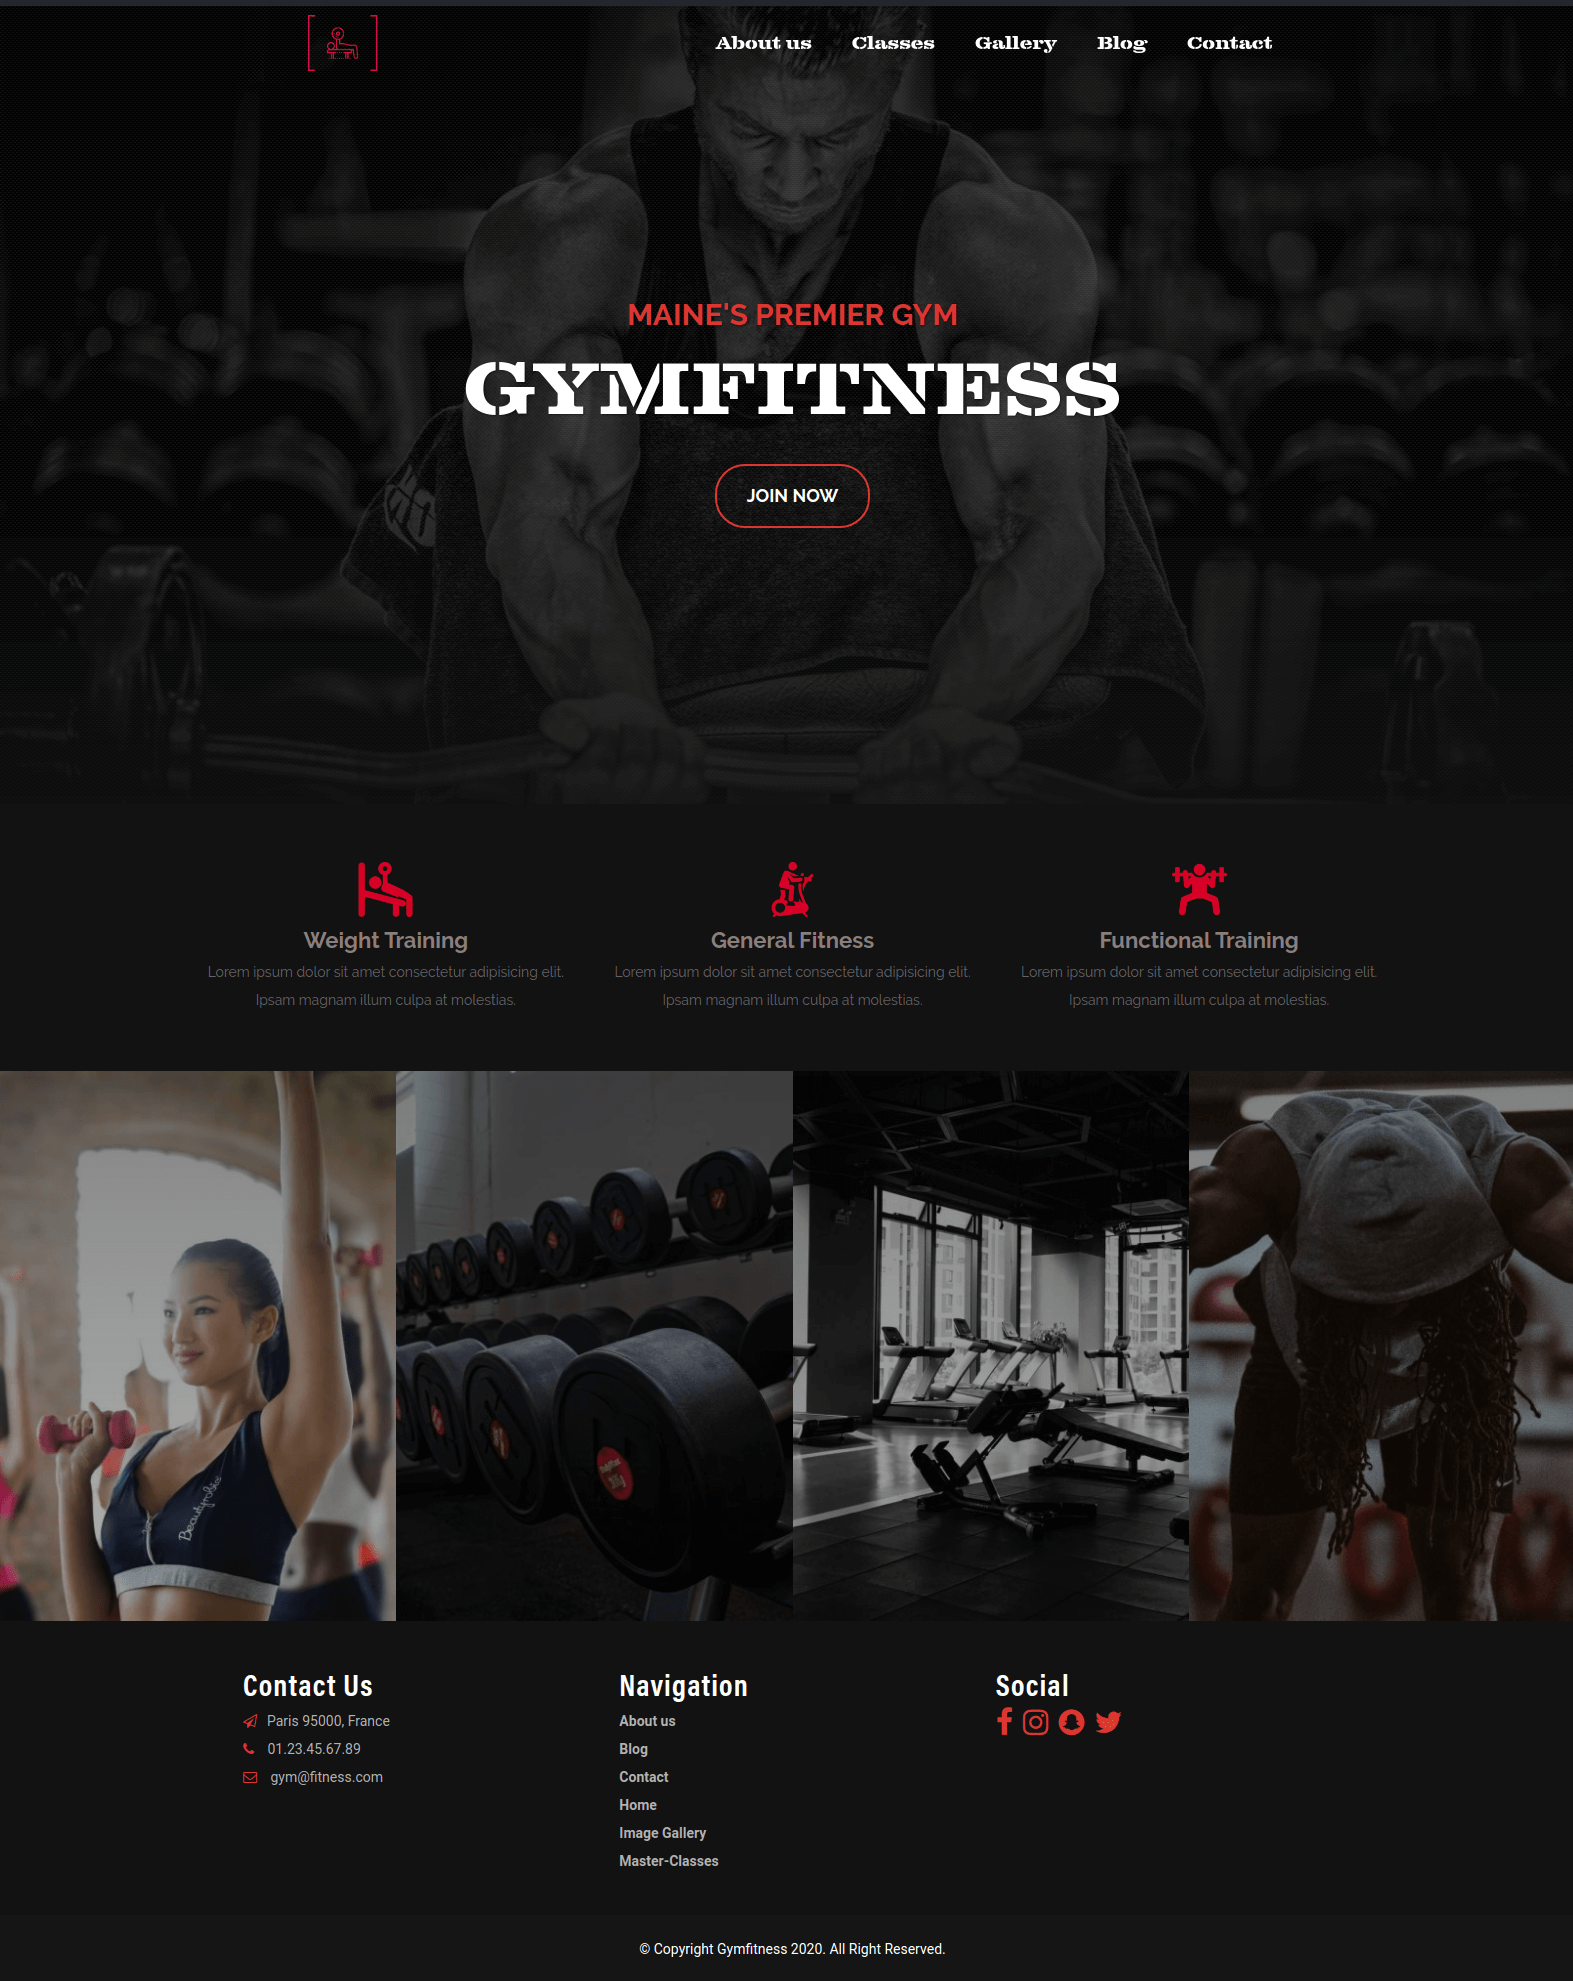 About us Classes Gallery Blog Contact
MAINE'S PREMIER GYM
GYMFITNESS
JOIN NOW
Weight Training
Lorem ipsum dolor sit amet consectetur adipisicing elit.
Ipsam magnam illum culpa at molestias.
General Fitness
Lorem ipsum dolor sit amet consectetur adipisicing elit.
Ipsam magnam illum culpa at molestias.
Functional Training
Lorem ipsum dolor sit amet consectetur adipisicing elit.
Ipsam magnam illum culpa at molestias.
Contact Us
Paris 95000, France
01.23.45.67.89
gym@fitness.com
Navigation
About us
Blog
Contact
Home
Image Gallery
Master-Classes
Social
© Copyright Gymfitness 2020. All Right Reserved.